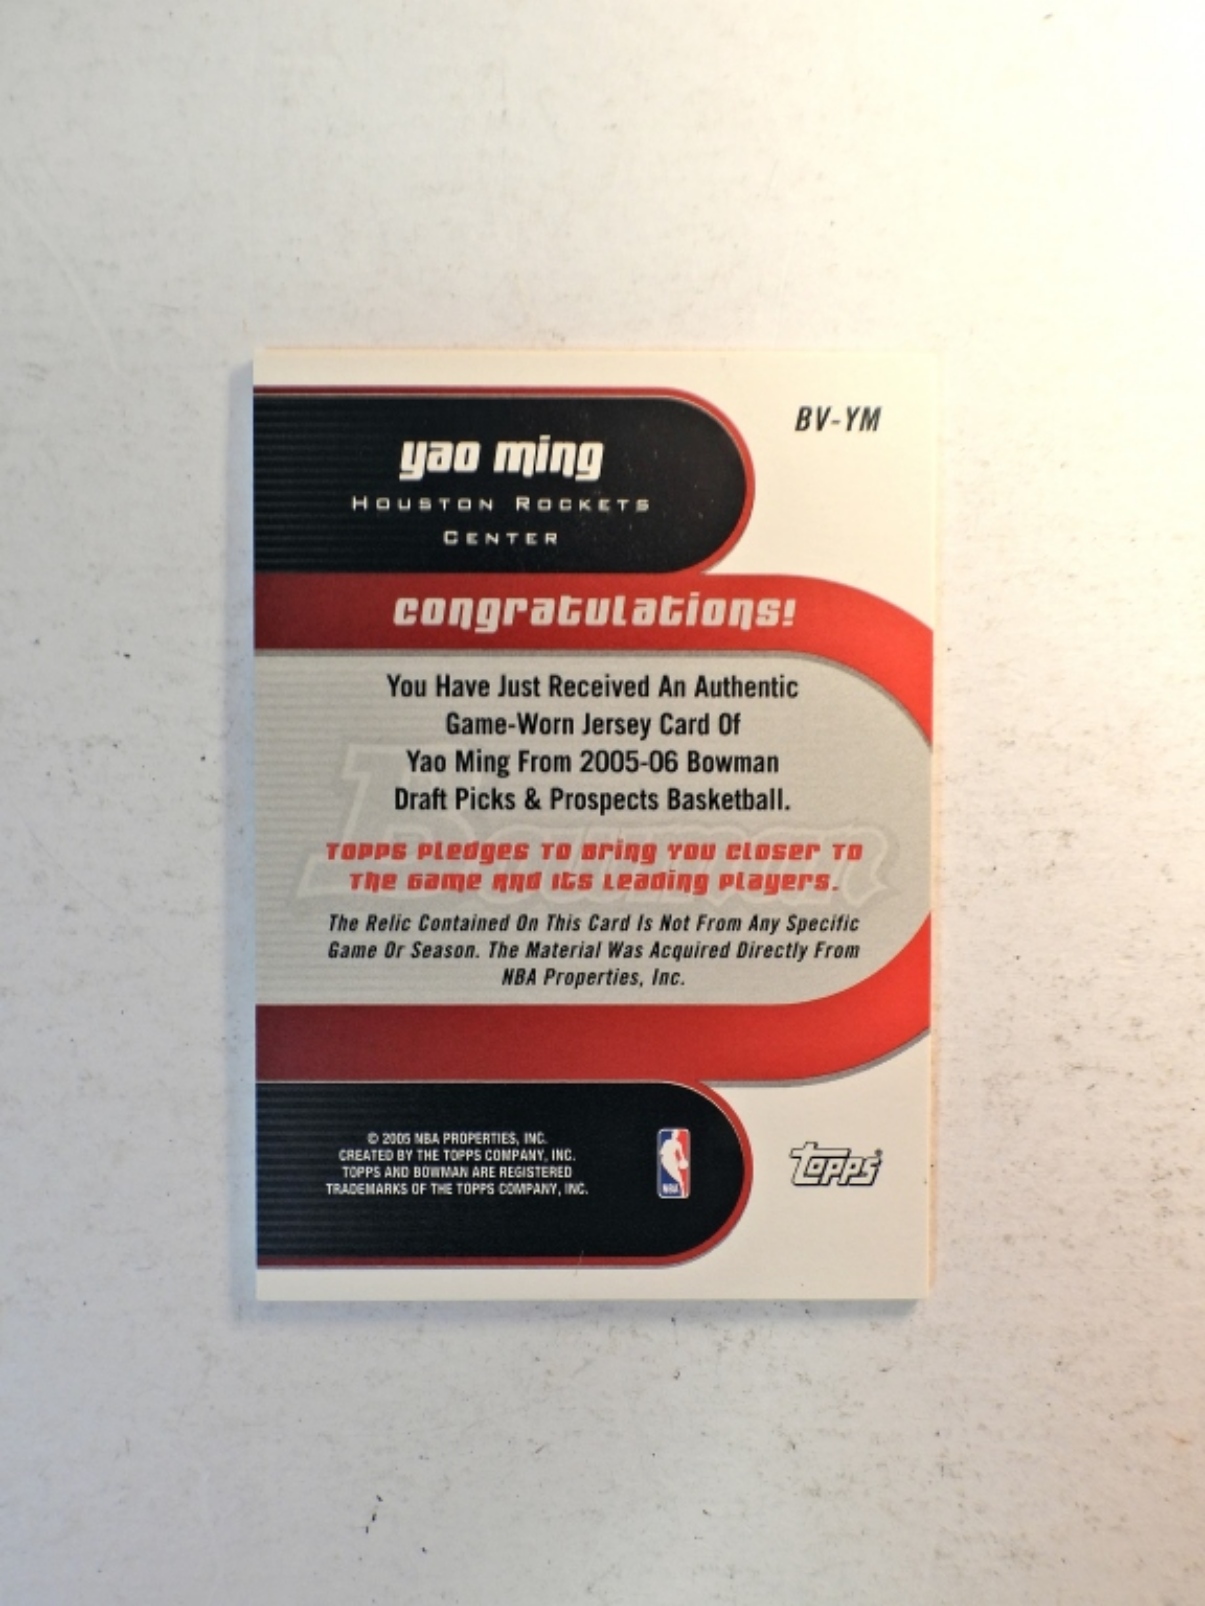 BV-YM
yao ming
HOUSTON ROCKETS
CENTER
congratulations!
You Have Just Received An Authentic
Game-Worn Jersey Card Of
Yao Ming From 2005-06 Bowman
Draft Picks & Prospects Basketball.
Bowman
Topps Pledges To Bring You Closer To
The Game And Its Leading Players.
The Relic Contained On This Card Is Not From Any Specific
Game Or Season. The Material Was Acquired Directly From
NBA Properties, Inc.
© 2005 NBA PROPERTIES, INC.
CREATED BY THE TOPPS COMPANY, INC.
TOPPS AND BOWMAN ARE REGISTERED
TRADEMARKS OF THE TOPPS COMPANY, INC.
NBA
Topps®